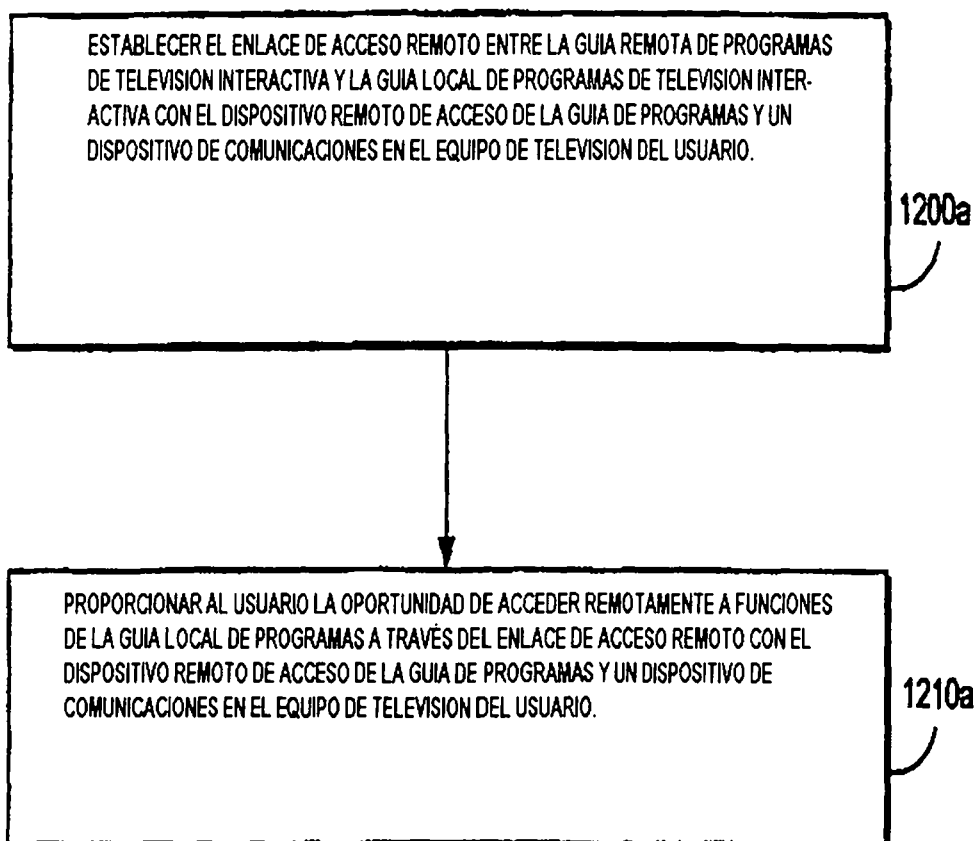 ESTABLECER EL ENLACE DE ACCESO REMOTO ENTRE LA GUIA REMOTA DE PROGRAMAS
DE TELEVISION INTERACTIVA Y LA GUIA LOCAL DE PROGRAMAS DE TELEVISION INTER-
ACTIVA CON EL DISPOSITIVO REMOTO DE ACCESO DE LA GUIA DE PROGRAMAS Y UN
DISPOSITIVO DE COMUNICACIONES EN EL EQUIPO DE TELEVISION DEL USUARIO.
1200a
PROPORCIONAR AL USUARIO LA OPORTUNIDAD DE ACCEDER REMOTAMENTE A FUNCIONES
DE LA GUIA LOCAL DE PROGRAMAS A TRAVÉS DEL ENLACE DE ACCESO REMOTO CON EL
DISPOSITIVO REMOTO DE ACCESO DE LA GUIA DE PROGRAMAS Y UN DISPOSITIVO DE
COMUNICACIONES EN EL EQUIPO DE TELEVISION DEL USUARIO.
1210a